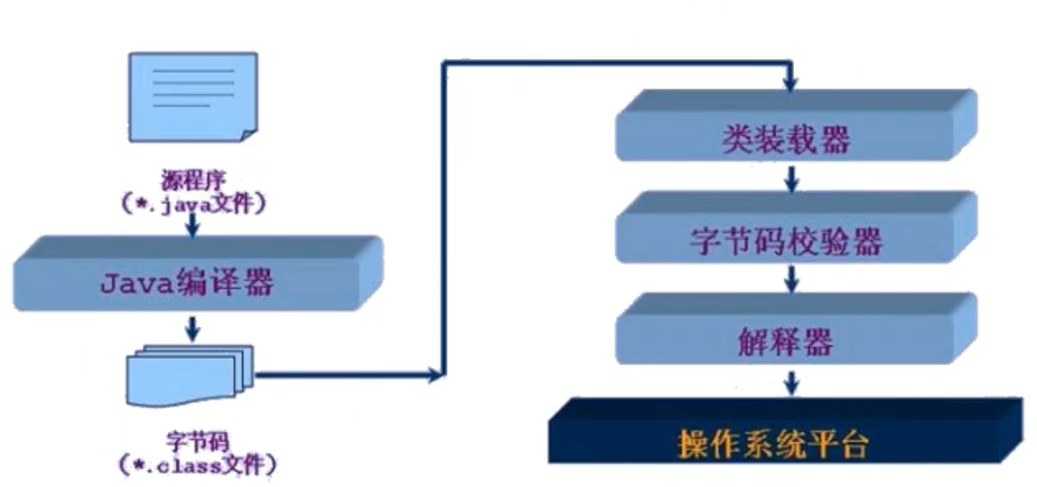 源程序
(*.java文件)
Java编译器
字节码
(*.class文件)
类装载器
字节码校验器
解释器
操作系统平台